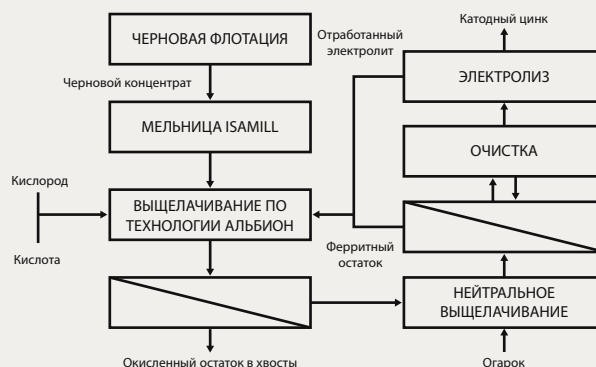 ЧЕРНОВАЯ ФЛОТАЦИЯ
Черновой концентрат
МЕЛЬНИЦА ISAMILL
Кислород
Кислота
ВЫЩЕЛАЧИВАНИЕ ПО
ТЕХНОЛОГИИ АЛЬБИОН
Окисленный остаток в хвосты
Отработанный
электролит
Ферритный
остаток
Катодный цинк
ЭЛЕКТРОЛИЗ
ОЧИСТКА
НЕЙТРАЛЬНОЕ
ВЫЩЕЛАЧИВАНИЕ
Огарок